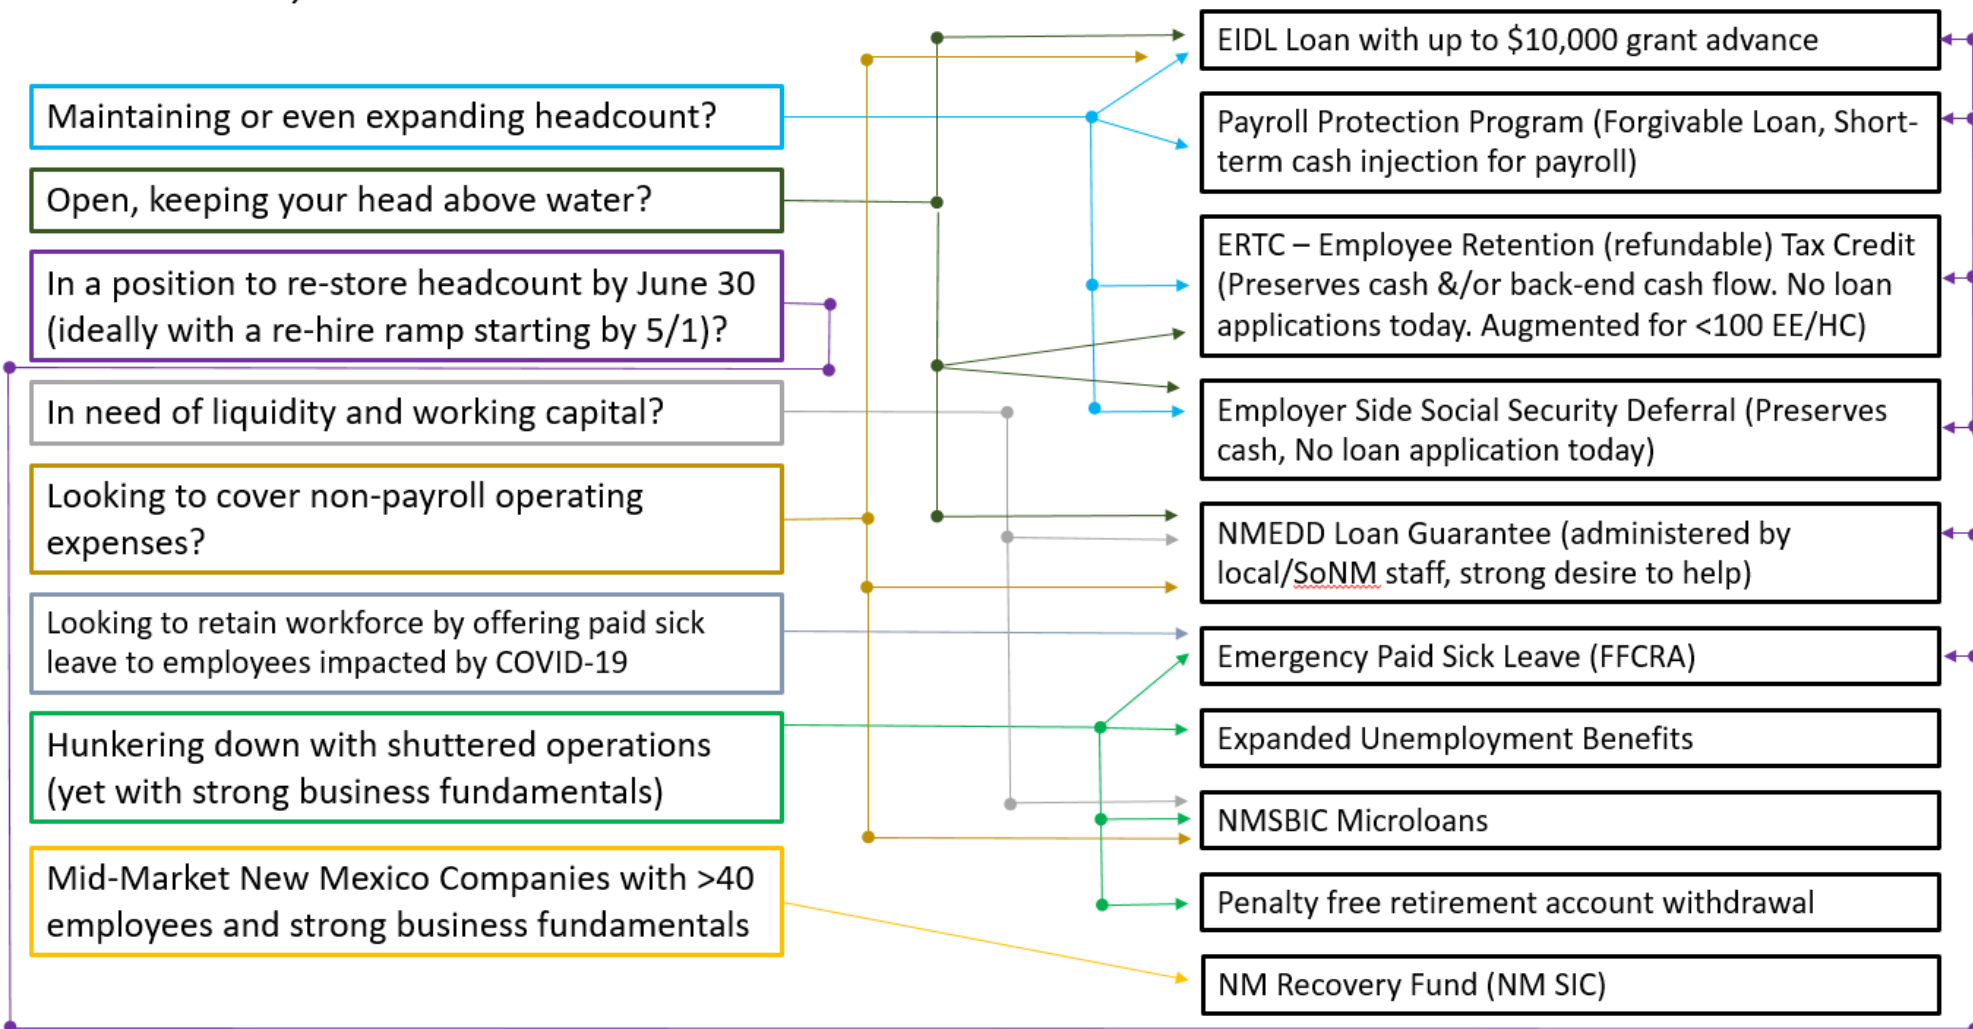 Maintaining or even expanding headcount?
Open, keeping your head above water?
In a position to re-store headcount by June 30
(ideally with a re-hire ramp starting by 5/1)?
In need of liquidity and working capital?
Looking to cover non-payroll operating
expenses?
Looking to retain workforce by offering paid sick
leave to employees impacted by COVID-19
Hunkering down with shuttered operations
(yet with strong business fundamentals)
Mid-Market New Mexico Companies with >40
employees and strong business fundamentals
EIDL Loan with up to $10,000 grant advance
Payroll Protection Program (Forgivable Loan, Short-
term cash injection for payroll)
ERTC – Employee Retention (refundable) Tax Credit
(Preserves cash &/or back-end cash flow. No loan
applications today. Augmented for <100 EE/HC)
Employer Side Social Security Deferral (Preserves
cash, No loan application today)
NMEDD Loan Guarantee (administered by
local/SoNM staff, strong desire to help)
Emergency Paid Sick Leave (FFCRA)
Expanded Unemployment Benefits
NMSBIC Microloans
Penalty free retirement account withdrawal
NM Recovery Fund (NM SIC)